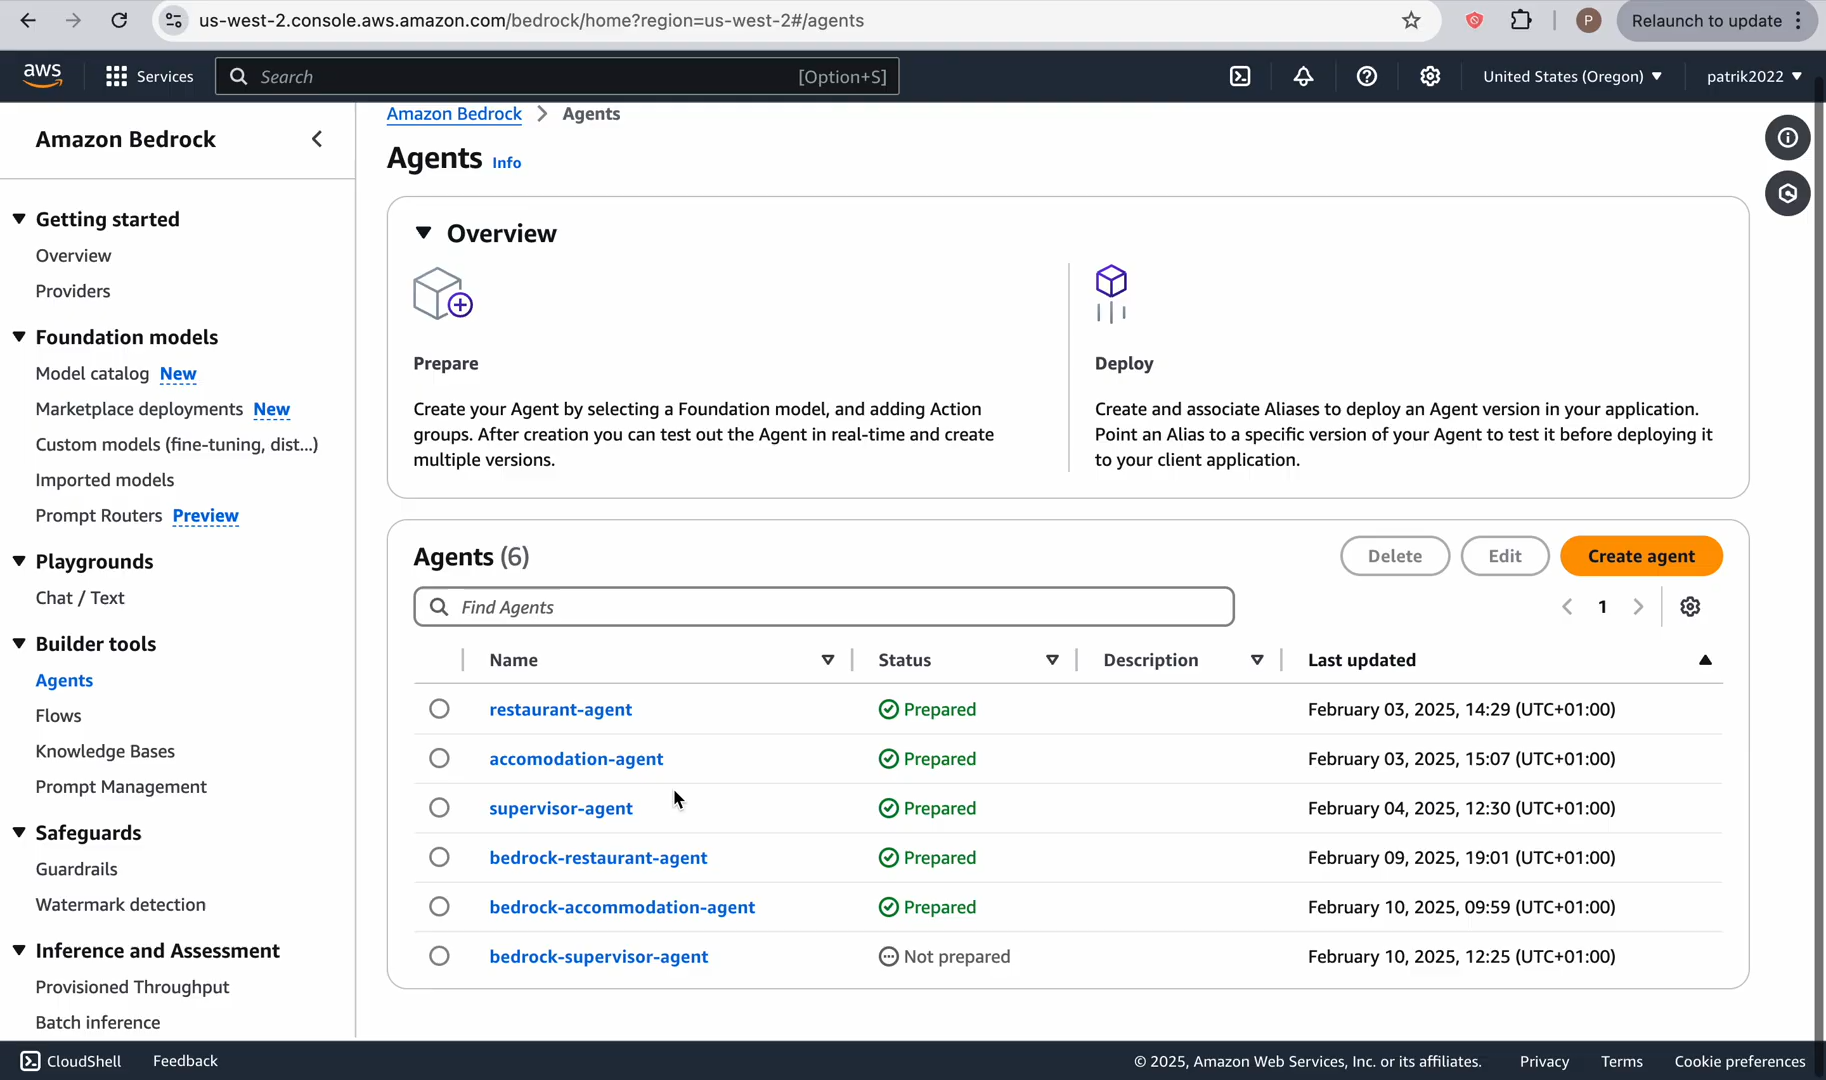 us-west-2.console.aws.amazon.com/bedrock/home?region=us-west-2#/agents
P
Relaunch to update
aws
Services
Search
[Option+S]
United States (Oregon)
patrik2022
Amazon Bedrock
Getting started
Overview
Providers
Foundation models
Model catalog New
Marketplace deployments New
Custom models (fine-tuning, dist...)
Imported models
Prompt Routers Preview
Playgrounds
Chat / Text
Builder tools
Agents
Flows
Knowledge Bases
Prompt Management
Safeguards
Guardrails
Watermark detection
Inference and Assessment
Provisioned Throughput
Batch inference
Amazon Bedrock > Agents
Agents Info
Overview
Prepare
Create your Agent by selecting a Foundation model, and adding Action
groups. After creation you can test out the Agent in real-time and create
multiple versions.
Deploy
Create and associate Aliases to deploy an Agent version in your application.
Point an Alias to a specific version of your Agent to test it before deploying it
to your client application.
Agents (6)
Delete
Edit
Create agent
Find Agents
1
Name Status Description Last updated
restaurant-agent Prepared February 03, 2025, 14:29 (UTC+01:00)
accomodation-agent Prepared February 03, 2025, 15:07 (UTC+01:00)
supervisor-agent Prepared February 04, 2025, 12:30 (UTC+01:00)
bedrock-restaurant-agent Prepared February 09, 2025, 19:01 (UTC+01:00)
bedrock-accommodation-agent Prepared February 10, 2025, 09:59 (UTC+01:00)
bedrock-supervisor-agent Not prepared February 10, 2025, 12:25 (UTC+01:00)
CloudShell Feedback © 2025, Amazon Web Services, Inc. or its affiliates. Privacy Terms Cookie preferences